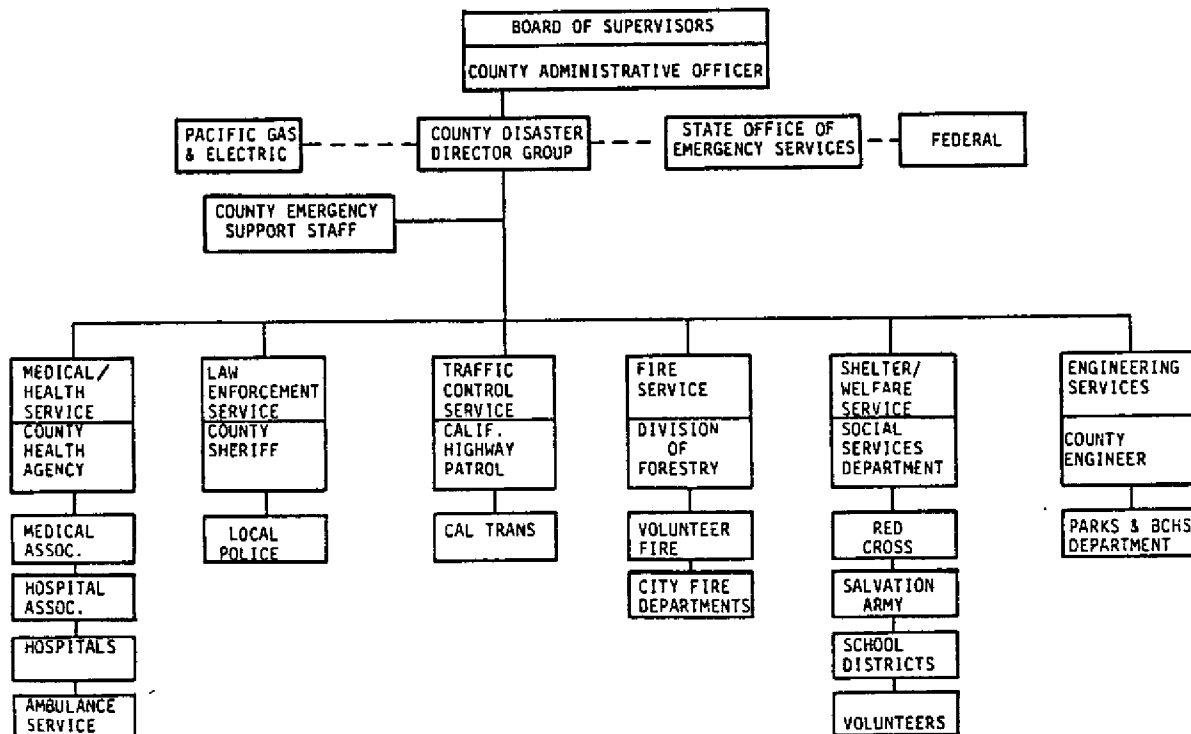 BOARD OF SUPERVISORS
COUNTY ADMINISTRATIVE OFFICER
PACIFIC GAS
& ELECTRIC
COUNTY DISASTER
DIRECTOR GROUP
STATE OFFICE OF
EMERGENCY SERVICES
FEDERAL
COUNTY EMERGENCY
SUPPORT STAFF
MEDICAL/
HEALTH
SERVICE
COUNTY
HEALTH
AGENCY
MEDICAL
ASSOC.
HOSPITAL
ASSOC.
HOSPITALS
AMBULANCE
SERVICE
LAW
ENFORCEMENT
SERVICE
COUNTY
SHERIFF
LOCAL
POLICE
TRAFFIC
CONTROL
SERVICE
CALIF.
HIGHWAY
PATROL
CAL TRANS
FIRE
SERVICE
DIVISION
OF
FORESTRY
VOLUNTEER
FIRE
CITY FIRE
DEPARTMENTS
SHELTER/
WELFARE
SERVICE
SOCIAL
SERVICES
DEPARTMENT
RED
CROSS
SALVATION
ARMY
SCHOOL
DISTRICTS
VOLUNTEERS
ENGINEERING
SERVICES
COUNTY
ENGINEER
PARKS & BCHS
DEPARTMENT